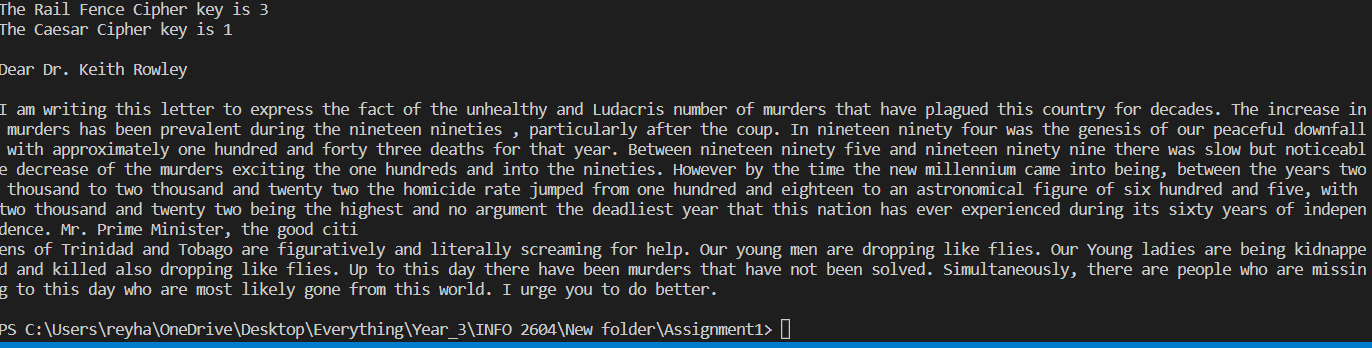 The Rail Fence Cipher key is 3
The Caesar Cipher key is 1
Dear Dr. Keith Rowley
I am writing this letter to express the fact of the unhealthy and Ludacris number of murders that have plagued this country for decades. The increase in
murders has been prevalent during the nineteen nineties , particularly after the coup. In nineteen ninety four was the genesis of our peaceful downfall
with approximately one hundred and forty three deaths for that year. Between nineteen ninety five and nineteen ninety nine there was slow but noticeabl
e decrease of the murders exciting the one hundreds and into the nineties. However by the time the new millennium came into being, between the years two
thousand to two thousand and twenty two the homicide rate jumped from one hundred and eighteen to an astronomical figure of six hundred and five, with
two thousand and twenty two being the highest and no argument the deadliest year that this nation has ever experienced during its sixty years of indepen
dence. Mr. Prime Minister, the good citi
ens of Trinidad and Tobago are figuratively and literally screaming for help. Our young men are dropping like flies. Our Young ladies are being kidnappe
d and killed also dropping like flies. Up to this day there have been murders that have not been solved. Simultaneously, there are people who are missin
g to this day who are most likely gone from this world. I urge you to do better.
PS C:\Users\reyha\OneDrive\Desktop\Everything\Year_3\INFO 2604\New folder\Assignment1>